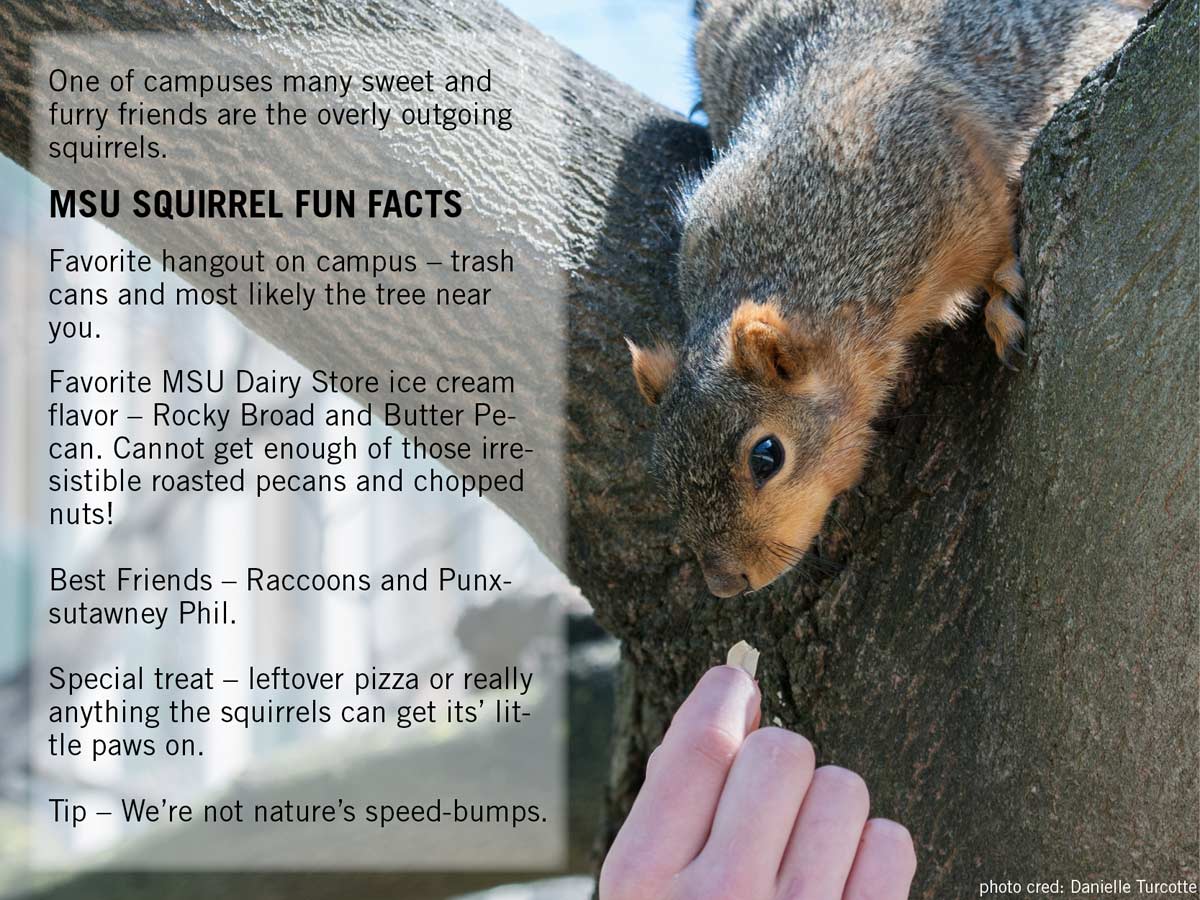 One of campuses many sweet and
furry friends are the overly outgoing
squirrels.
MSU SQUIRREL FUN FACTS
Favorite hangout on campus – trash
cans and most likely the tree near
you.
Favorite MSU Dairy Store ice cream
flavor – Rocky Broad and Butter Pe-
can. Cannot get enough of those irre-
sistible roasted pecans and chopped
nuts!
Best Friends – Raccoons and Punx-
sutawney Phil.
Special treat – leftover pizza or really
anything the squirrels can get its’ lit-
tle paws on.
Tip – We’re not nature’s speed-bumps.
photo cred: Danielle Turcotte